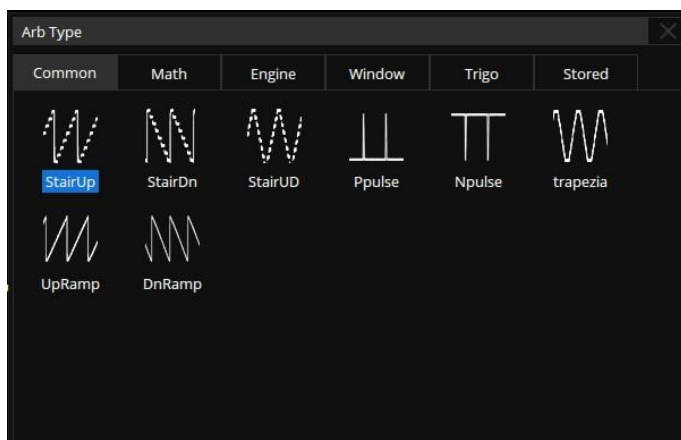 Arb Type
Common Math Engine Window Trigo Stored
StairUp StairDn StairUD Ppulse Npulse trapezia
UpRamp DnRamp